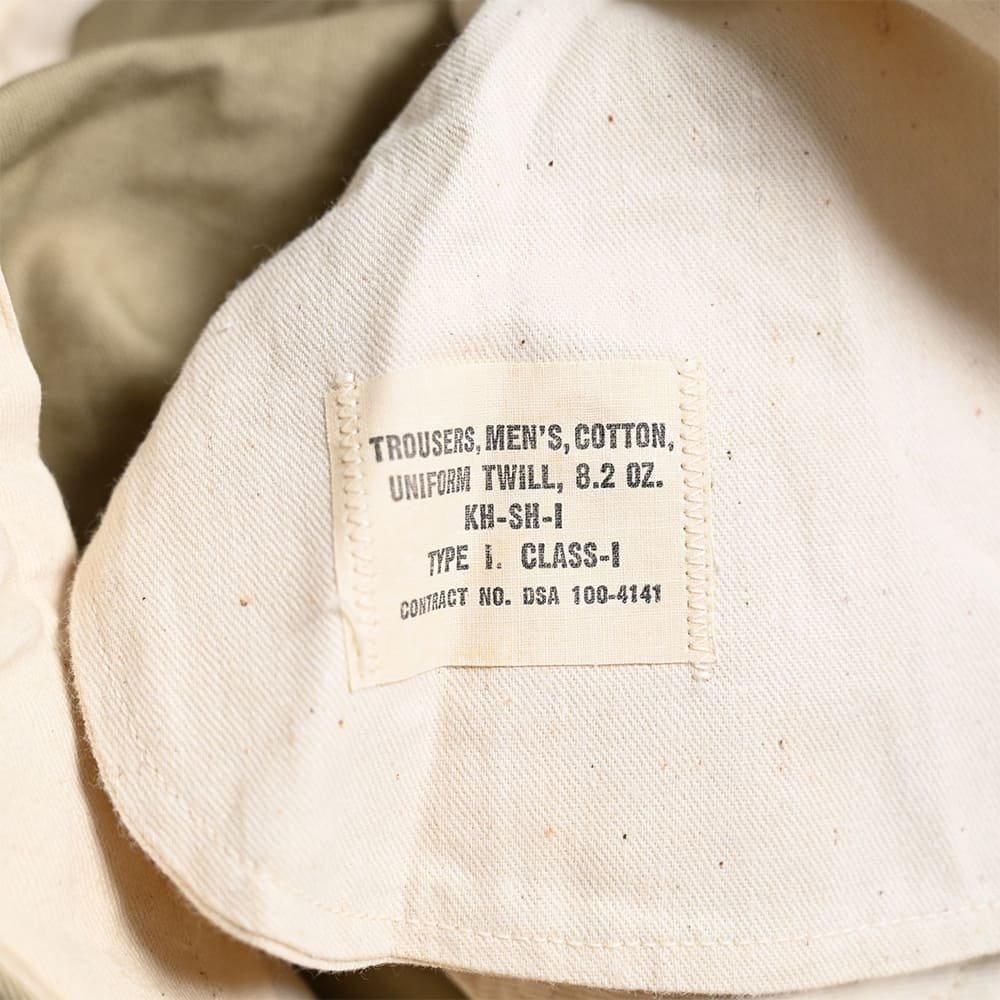 TROUSERS, MEN'S, COTTON,
UNIFORM TWILL, 8.2 OZ.
KH-SH-I
TYPE I. CLASS-I
CONTRACT NO. DSA 100-4141